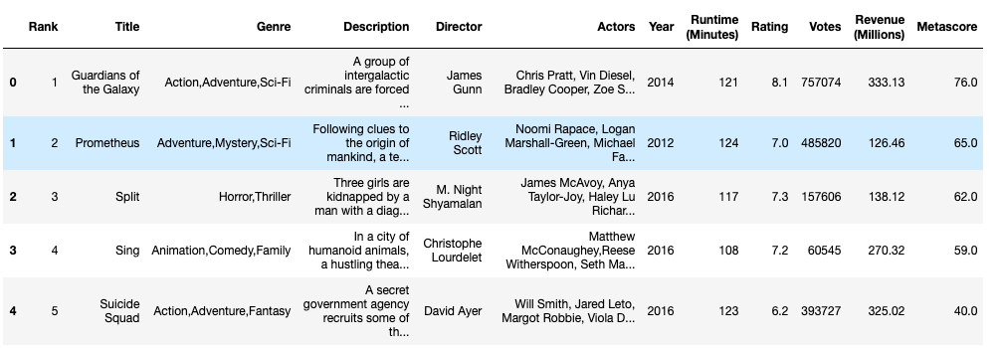 Rank Title Genre Description Director Actors Year Runtime (Minutes) Rating Votes Revenue (Millions) Metascore
0 1 Guardians of the Galaxy Action,Adventure,Sci-Fi A group of intergalactic criminals are forced ... James Gunn Chris Pratt, Vin Diesel, Bradley Cooper, Zoe S... 2014 121 8.1 757074 333.13 76.0
1 2 Prometheus Adventure,Mystery,Sci-Fi Following clues to the origin of mankind, a te... Ridley Scott Noomi Rapace, Logan Marshall-Green, Michael Fa... 2012 124 7.0 485820 126.46 65.0
2 3 Split Horror,Thriller Three girls are kidnapped by a man with a diag... M. Night Shyamalan James McAvoy, Anya Taylor-Joy, Haley Lu Richar... 2016 117 7.3 157606 138.12 62.0
3 4 Sing Animation,Comedy,Family In a city of humanoid animals, a hustling thea... Christophe Lourdelet Matthew McConaughey,Reese Witherspoon, Seth Ma... 2016 108 7.2 60545 270.32 59.0
4 5 Suicide Squad Action,Adventure,Fantasy A secret government agency recruits some of th... David Ayer Will Smith, Jared Leto, Margot Robbie, Viola D... 2016 123 6.2 393727 325.02 40.0